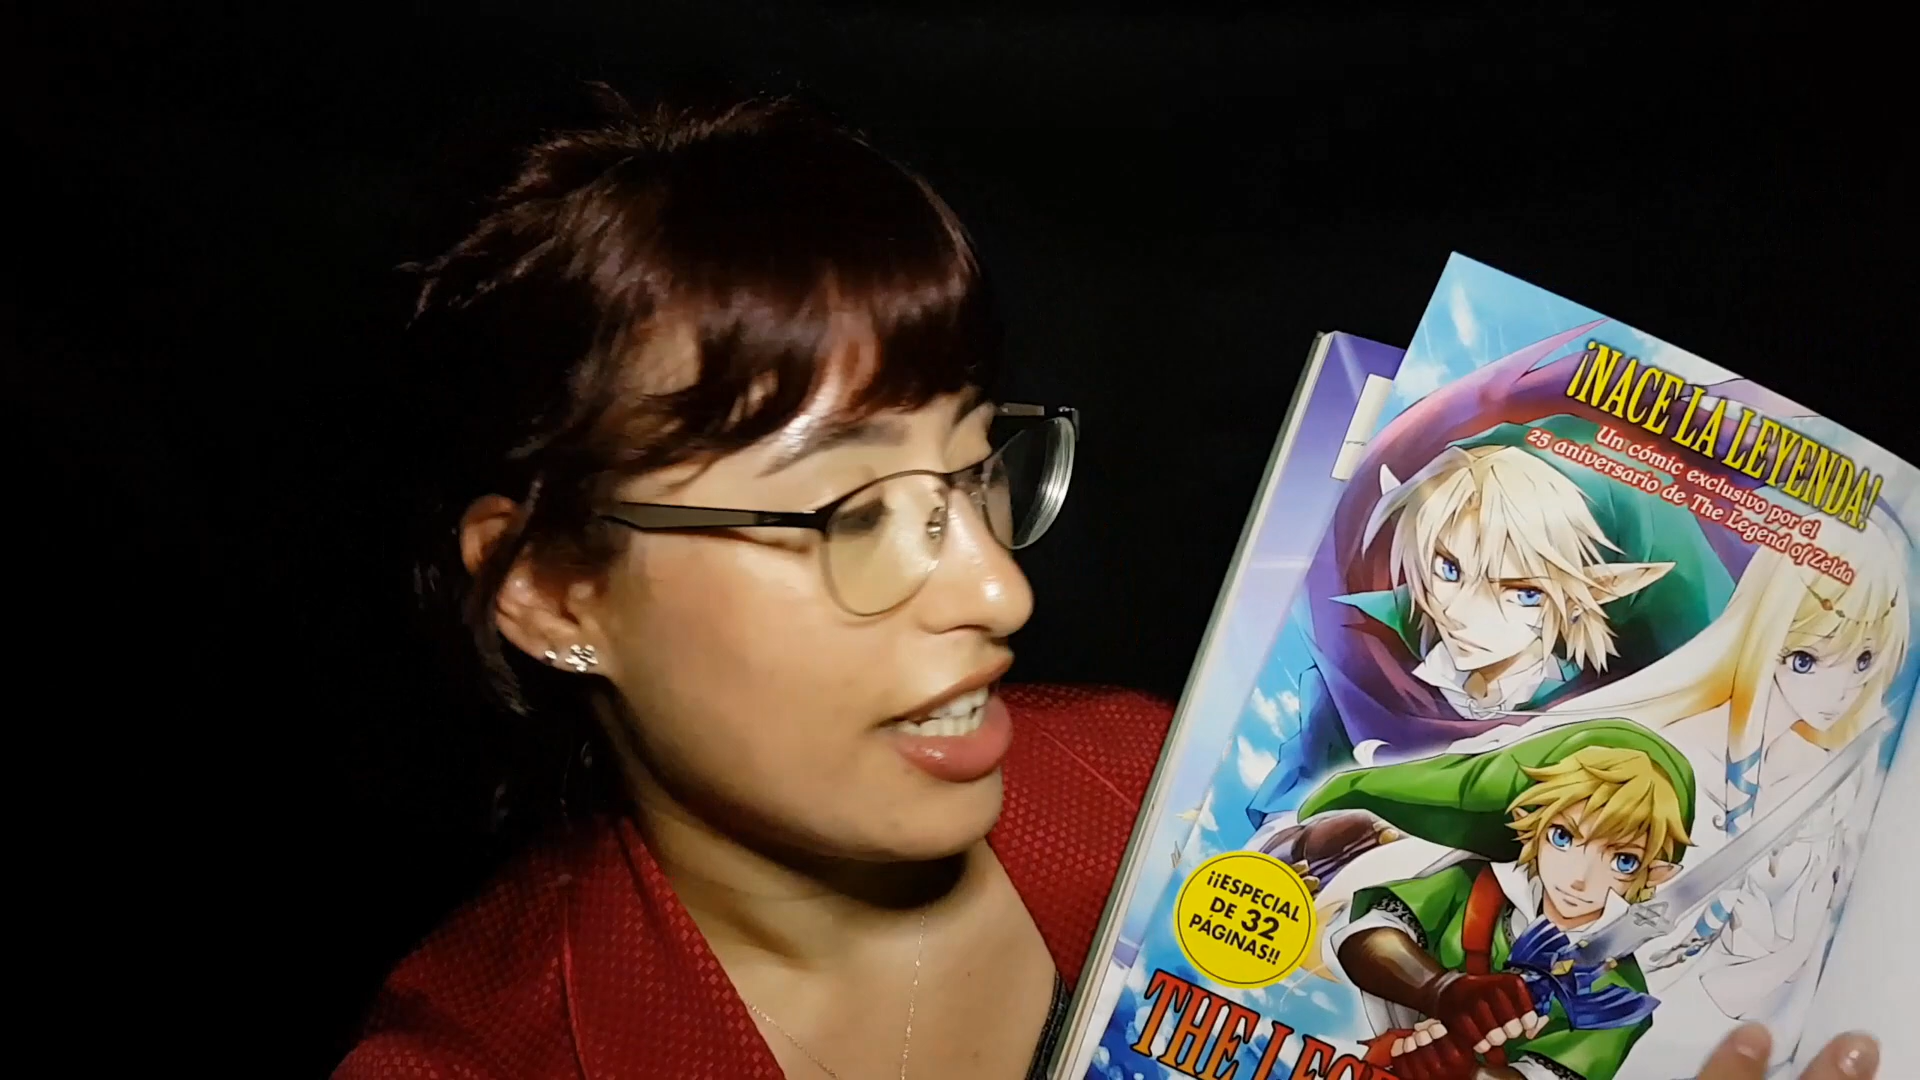 ¡NACE LA LEYENDA!
Un cómic exclusivo por el
25 aniversario de The Legend of Zelda
¡¡ESPECIAL
DE 32
PÁGINAS!!
THE